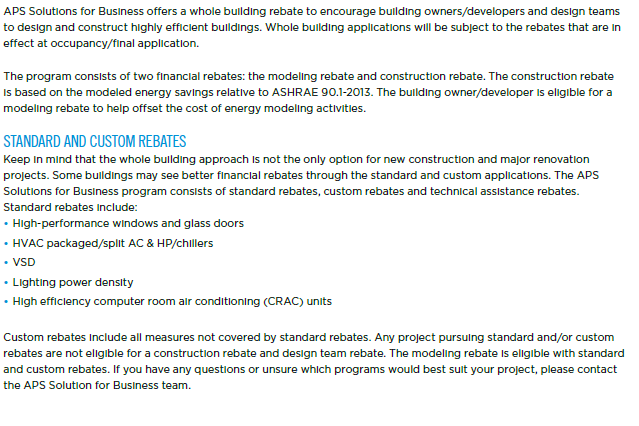 APS Solutions for Business offers a whole building rebate to encourage building owners/developers and design teams
to design and construct highly efficient buildings. Whole building applications will be subject to the rebates that are in
effect at occupancy/final application.
The program consists of two financial rebates: the modeling rebate and construction rebate. The construction rebate
is based on the modeled energy savings relative to ASHRAE 90.1-2013. The building owner/developer is eligible for a
modeling rebate to help offset the cost of energy modeling activities.
STANDARD AND CUSTOM REBATES
Keep in mind that the whole building approach is not the only option for new construction and major renovation
projects. Some buildings may see better financial rebates through the standard and custom applications. The APS
Solutions for Business program consists of standard rebates, custom rebates and technical assistance rebates.
Standard rebates include:
• High-performance windows and glass doors
• HVAC packaged/split AC & HP/chillers
• VSD
• Lighting power density
• High efficiency computer room air conditioning (CRAC) units
Custom rebates include all measures not covered by standard rebates. Any project pursuing standard and/or custom
rebates are not eligible for a construction rebate and design team rebate. The modeling rebate is eligible with standard
and custom rebates. If you have any questions or unsure which programs would best suit your project, please contact
the APS Solution for Business team.